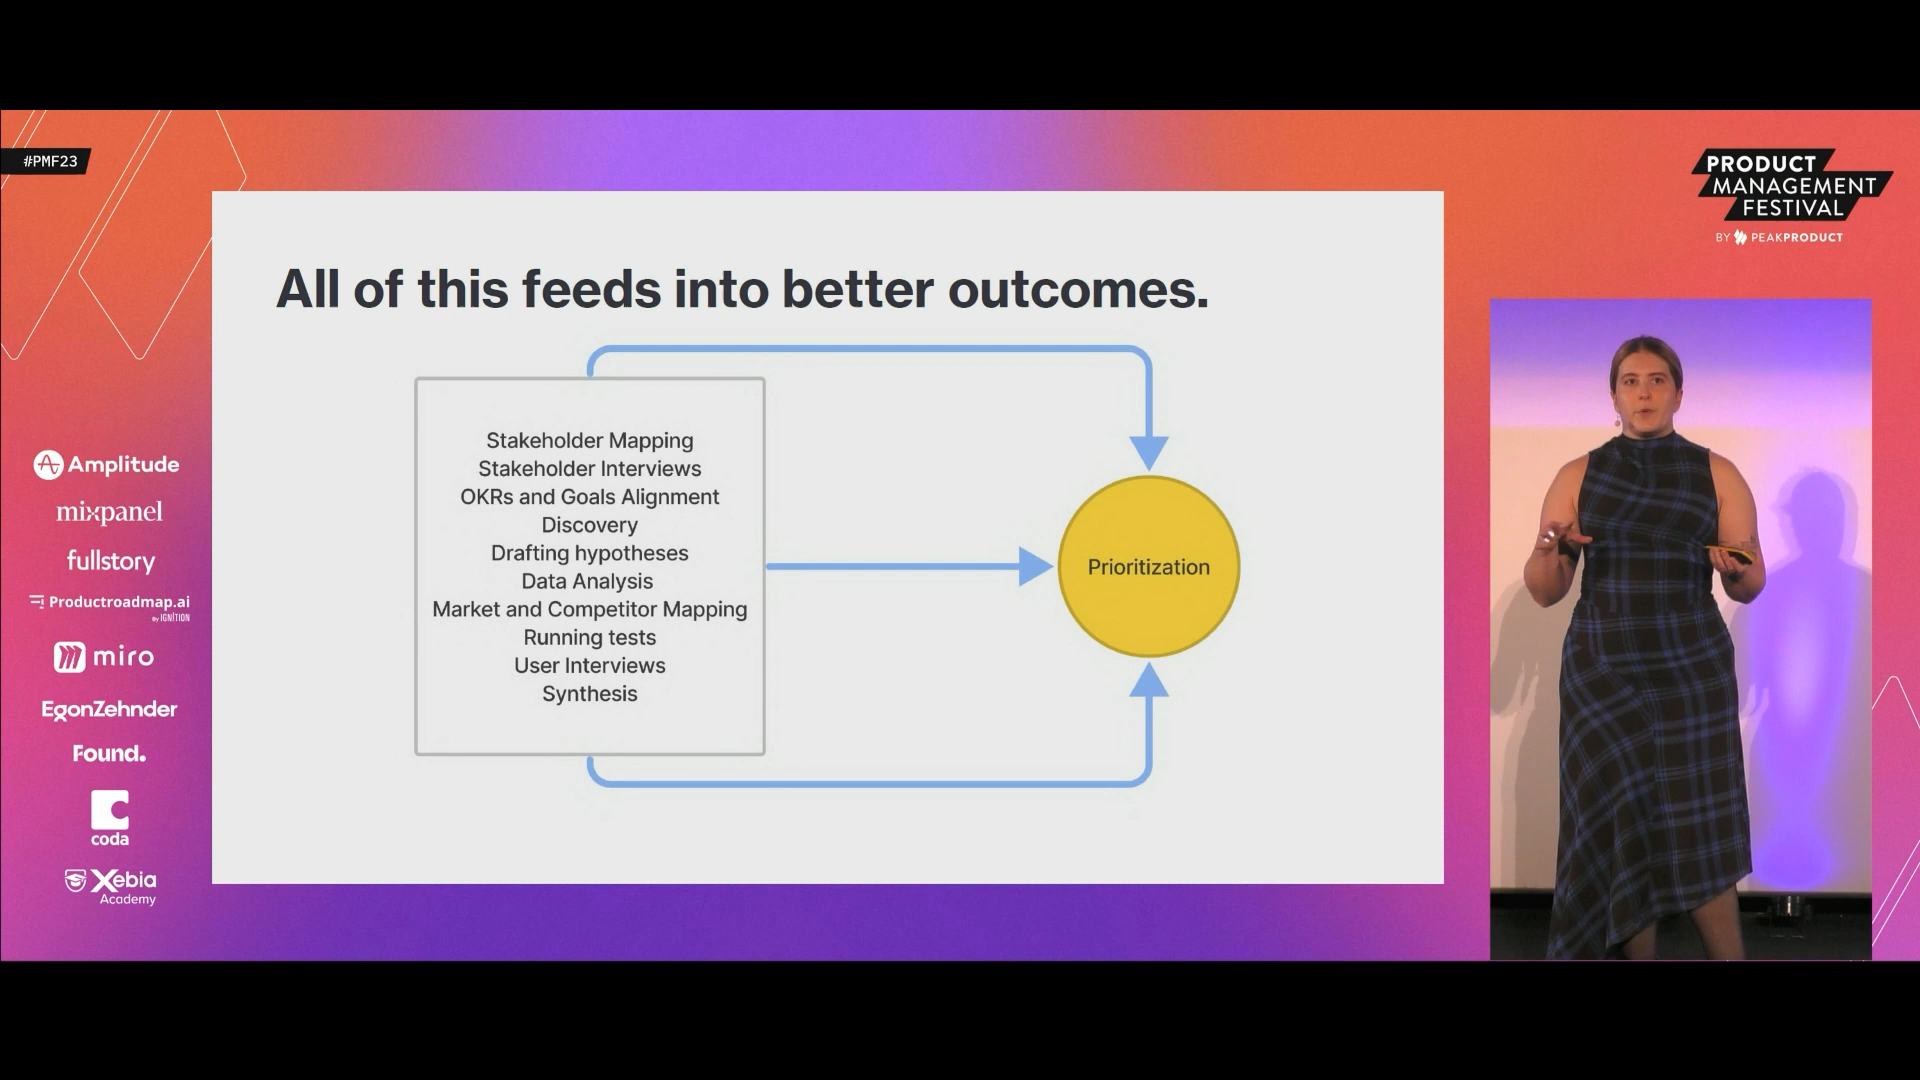 #PMF23
PRODUCT
MANAGEMENT
FESTIVAL
BY PEAKPRODUCT
All of this feeds into better outcomes.
Stakeholder Mapping
Stakeholder Interviews
OKRs and Goals Alignment
Discovery
Drafting hypotheses
Data Analysis
Market and Competitor Mapping
Running tests
User Interviews
Synthesis
Prioritization
Amplitude
mixpanel
fullstory
Productroadmap.ai
By IGNITION
miro
EgonZehnder
Found.
coda
Xebia
Academy